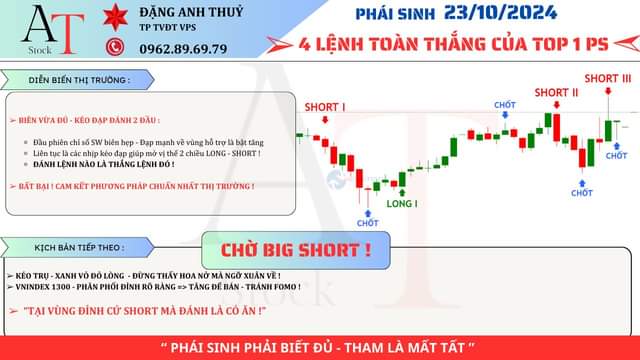 AT
Stock
ĐẶNG ANH THUỶ
TP TVĐT VPS
0962.89.69.79
PHÁI SINH 23/10/2024
4 LỆNH TOÀN THẮNG CỦA TOP 1 PS
DIỄN BIẾN THỊ TRƯỜNG :
BIÊN VỪA ĐỦ - KÉO ĐẠP ĐÁNH 2 ĐẦU :
Đầu phiên chỉ số SW biên hẹp - Đạp mạnh về vùng hỗ trợ là bật tăng
Liên tục là các nhịp kéo đạp giúp mở vị thế 2 chiều LONG - SHORT !
ĐÁNH LỆNH NÀO LÀ THẮNG LỆNH ĐÓ !
BẤT BẠI ! CAM KẾT PHƯƠNG PHÁP CHUẨN NHẤT THỊ TRƯỜNG !
SHORT I
CHỐT
LONG I
CHỐT
SHORT II
CHỐT
SHORT III
CHỐT
KỊCH BẢN TIẾP THEO :
CHỜ BIG SHORT !
KÉO TRỤ - XANH VỎ ĐỎ LÒNG - ĐỪNG THẤY HOA NỞ MÀ NGỠ XUÂN VỀ !
VNINDEX 1300 - PHÂN PHỐI ĐỈNH RÕ RÀNG => TĂNG ĐỂ BÁN - TRÁNH FOMO !
“TẠI VÙNG ĐỈNH CỨ SHORT MÀ ĐÁNH LÀ CÓ ĂN !”
AT
Stock
“ PHÁI SINH PHẢI BIẾT ĐỦ - THAM LÀ MẤT TẤT ”